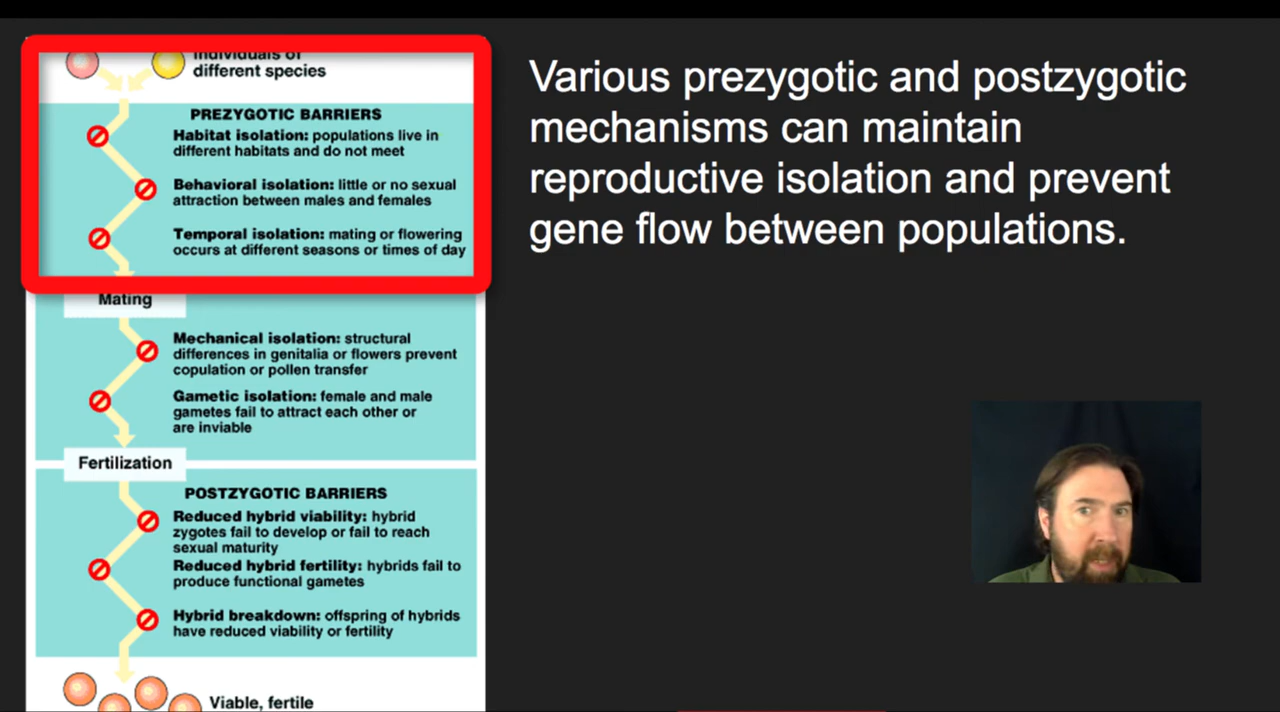 Individuals of
different species
PREZYGOTIC BARRIERS
Habitat isolation: populations live in
different habitats and do not meet
Behavioral isolation: little or no sexual
attraction between males and females
Temporal isolation: mating or flowering
occurs at different seasons or times of day
Mating
Mechanical isolation: structural
differences in genitalia or flowers prevent
copulation or pollen transfer
Gametic isolation: female and male
gametes fail to attract each other or
are inviable
Fertilization
POSTZYGOTIC BARRIERS
Reduced hybrid viability: hybrid
zygotes fail to develop or fail to reach
sexual maturity
Reduced hybrid fertility: hybrids fail to
produce functional gametes
Hybrid breakdown: offspring of hybrids
have reduced viability or fertility
Viable, fertile
Various prezygotic and postzygotic
mechanisms can maintain
reproductive isolation and prevent
gene flow between populations.